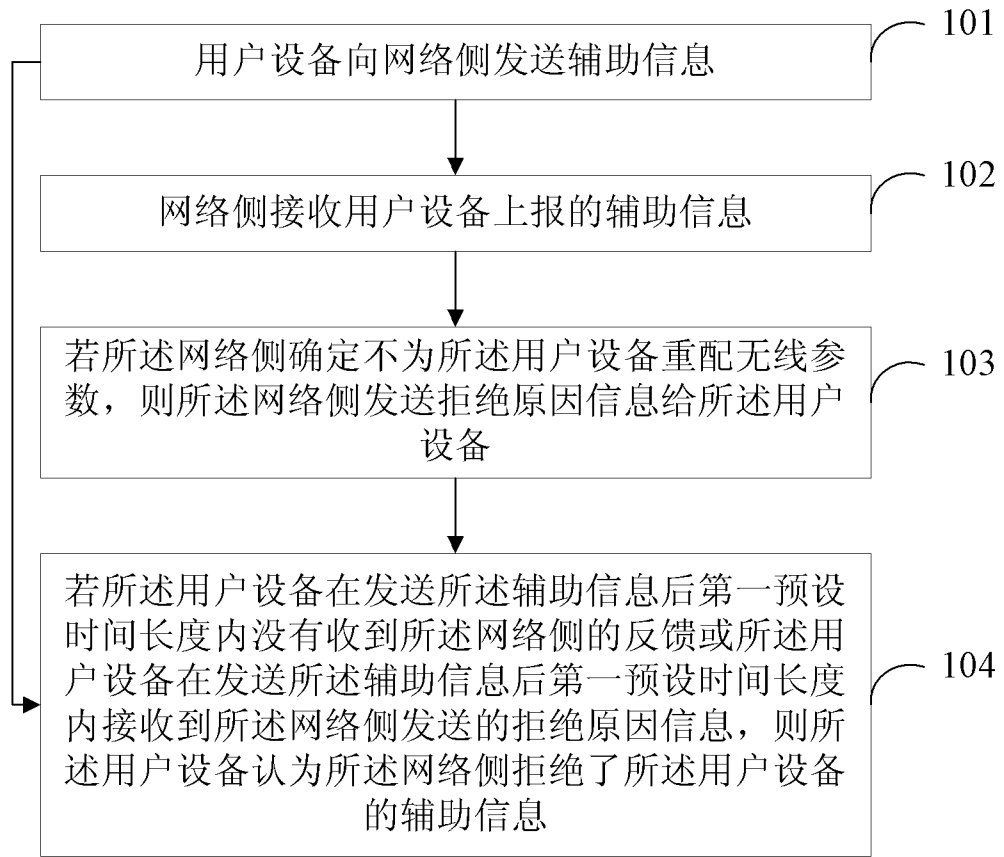 101
用户设备向网络侧发送辅助信息
102
网络侧接收用户设备上报的辅助信息
103
若所述网络侧确定不为所述用户设备重配无线参
数，则所述网络侧发送拒绝原因信息给所述用户
设备
104
若所述用户设备在发送所述辅助信息后第一预设
时间长度内没有收到所述网络侧的反馈或所述用
户设备在发送所述辅助信息后第一预设时间长度
内接收到所述网络侧发送的拒绝原因信息，则所
述用户设备认为所述网络侧拒绝了所述用户设备
的辅助信息